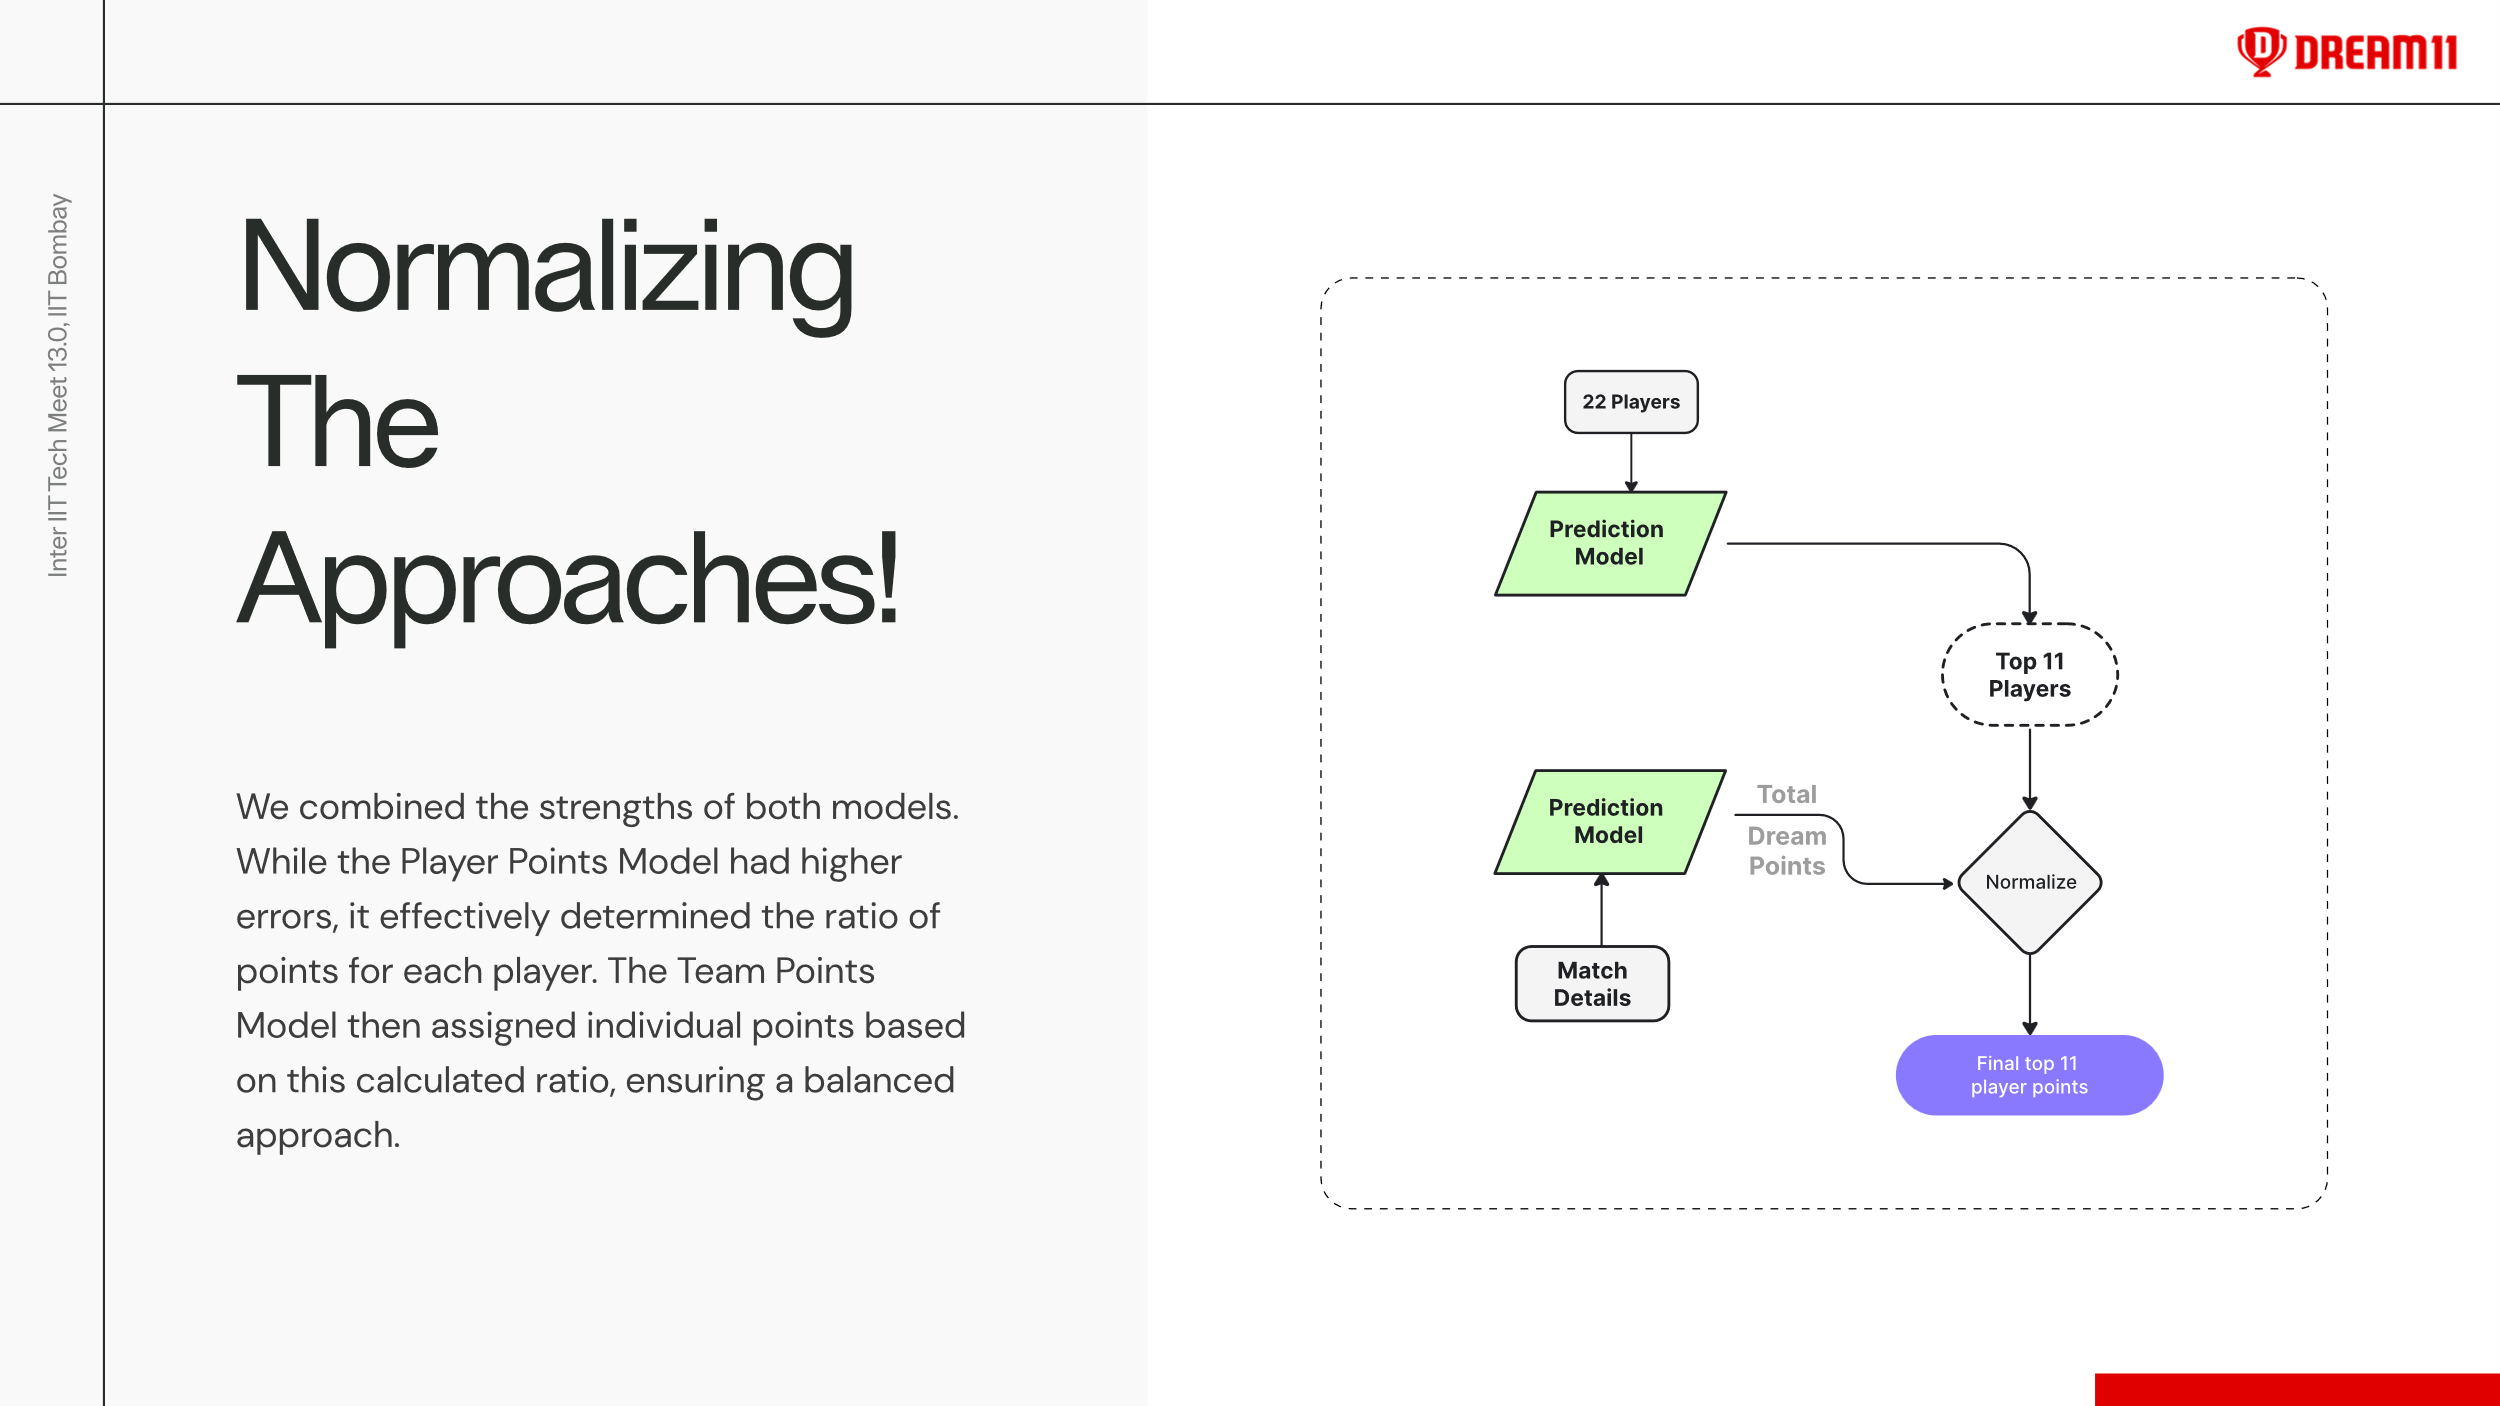 DREAM11
Inter IIT Tech Meet 13.0, IIT Bombay
Normalizing
The
Approaches!
We combined the strengths of both models.
While the Player Points Model had higher
errors, it effectively determined the ratio of
points for each player. The Team Points
Model then assigned individual points based
on this calculated ratio, ensuring a balanced
approach.
22 Players
Prediction
Model
Top 11
Players
Prediction
Model
Total
Dream
Points
Normalize
Match
Details
Final top 11
player points